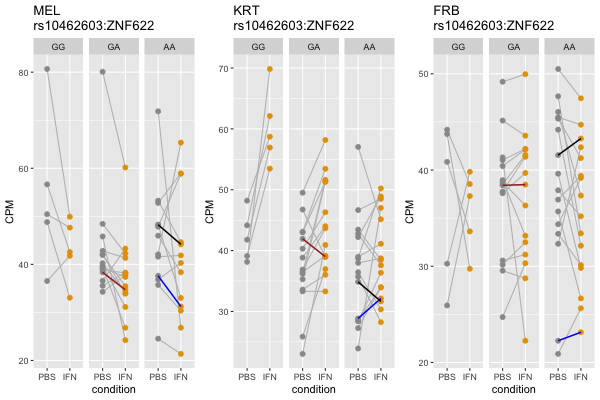 MEL
rs10462603:ZNF622
GG GA AA
80
60
40
20
CPM
PBS IFN PBS IFN PBS IFN
condition
KRT
rs10462603:ZNF622
GG GA AA
70
60
50
40
30
CPM
PBS IFN PBS IFN PBS IFN
condition
FRB
rs10462603:ZNF622
GG GA AA
50
40
30
20
CPM
PBS IFN PBS IFN PBS IFN
condition